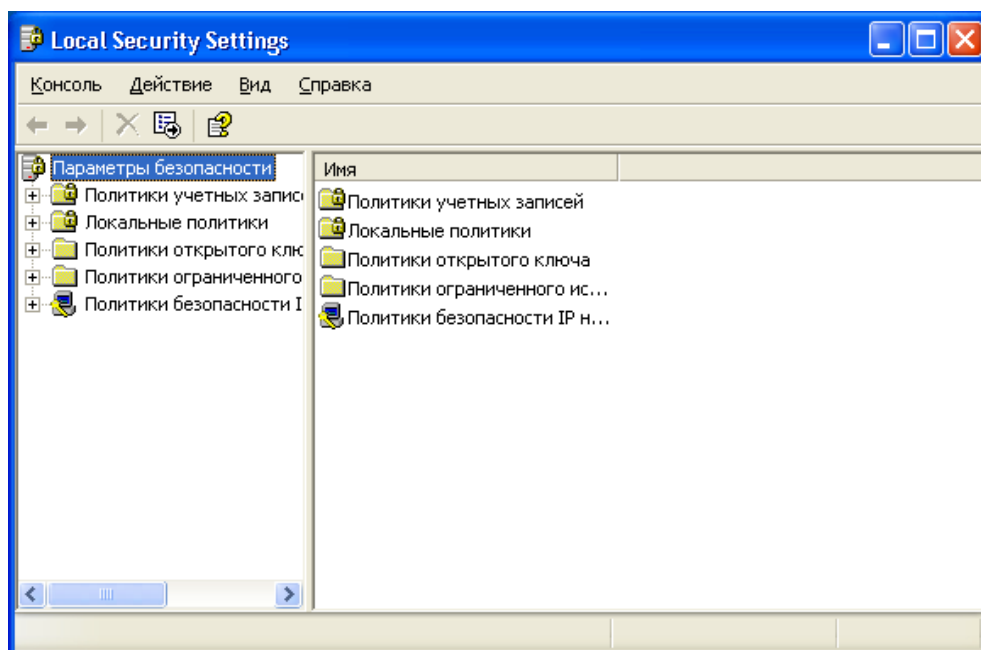 Local Security Settings
Консоль Действие Вид Справка
Параметры безопасности
Политики учетных запис
Локальные политики
Политики открытого клю
Политики ограниченного
Политики безопасности I
Имя
Политики учетных записей
Локальные политики
Политики открытого ключа
Политики ограниченного ис...
Политики безопасности IP н...